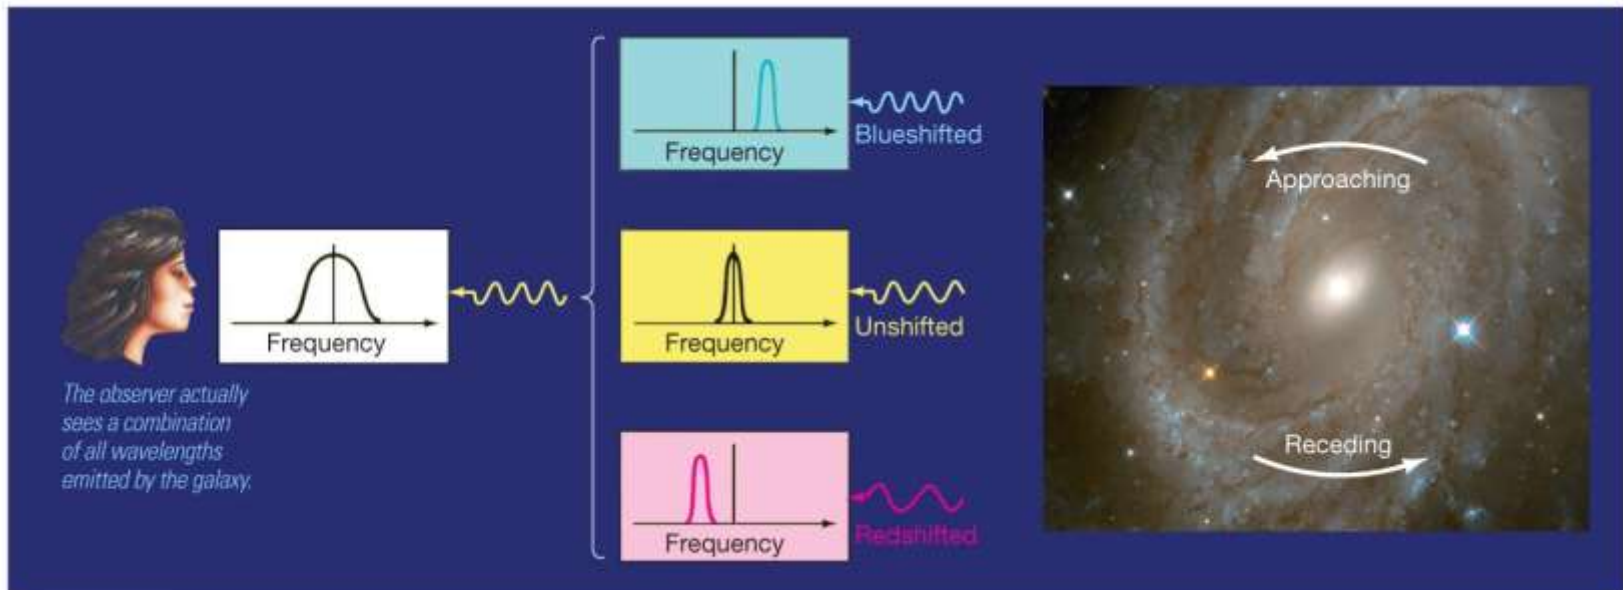 Frequency
Blueshifted
Approaching
Frequency
The observer actually
sees a combination
of all wavelengths
emitted by the galaxy.
Frequency
Unshifted
Receding
Frequency
Redshifted